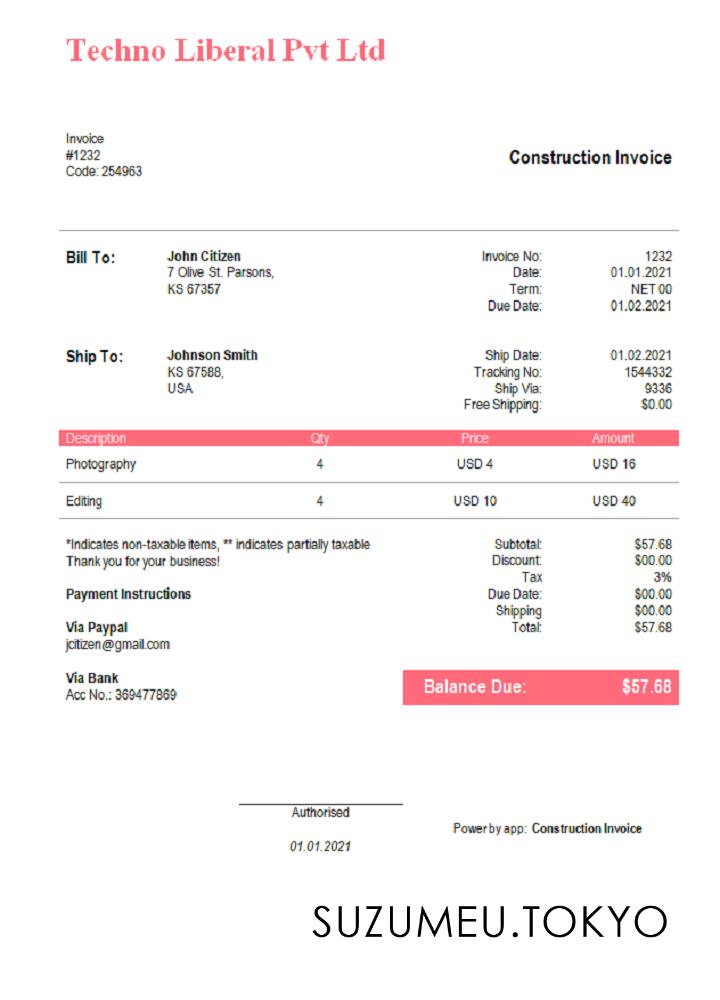 Techno Liberal Pvt Ltd
Invoice
#1232
Code: 254963
Construction Invoice
Bill To:
John Citizen
7 Olive St. Parsons,
KS 67357
Invoice No: 1232
Date: 01.01.2021
Term: NET 00
Due Date: 01.02.2021
Ship To:
Johnson Smith
KS 67588,
USA
Ship Date: 01.02.2021
Tracking No: 1544332
Ship Via: 9336
Free Shipping: $0.00
Description Qty Price Amount
Photography 4 USD 4 USD 16
Editing 4 USD 10 USD 40
*Indicates non-taxable items, ** indicates partially taxable
Thank you for your business!
Payment Instructions
Via Paypal
jcitizen@gmail.com
Via Bank
Acc No.: 369477869
Subtotal: $57.68
Discount: $00.00
Tax 3%
Due Date: $00.00
Shipping $00.00
Total: $57.68
Balance Due: $57.68
Authorised
01.01.2021
Power by app: Construction Invoice
SUZUMEU.TOKYO